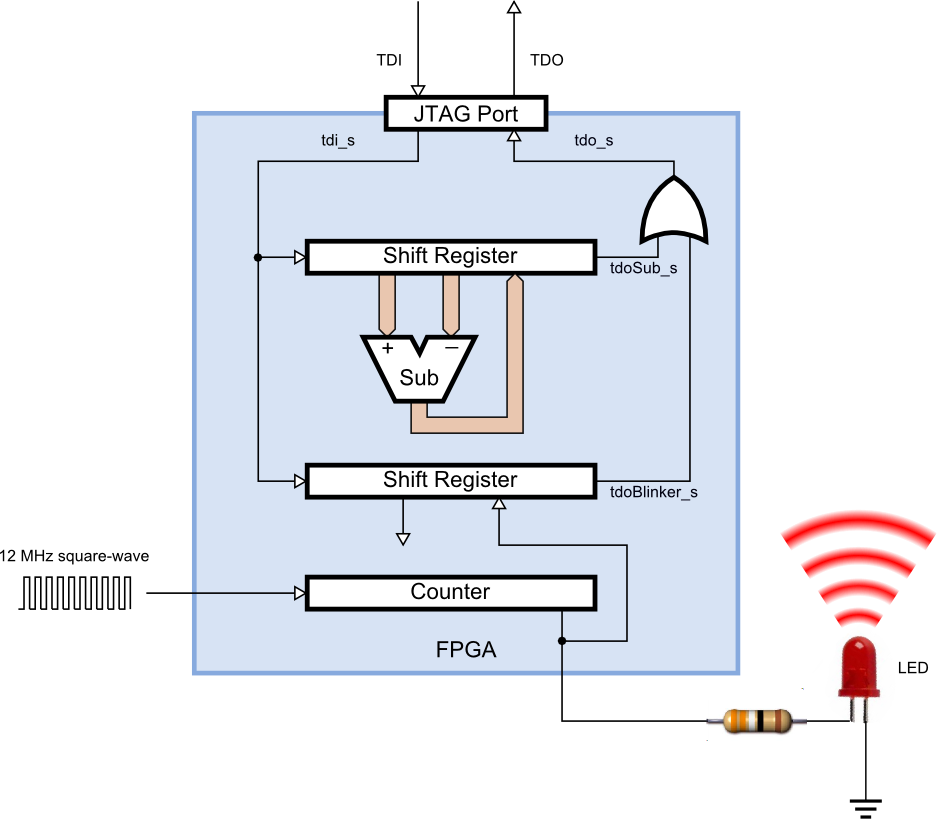 TDI
TDO
JTAG Port
tdi_s
tdo_s
Shift Register
tdoSub_s
+
−
Sub
Shift Register
tdoBlinker_s
12 MHz square-wave
Counter
FPGA
LED